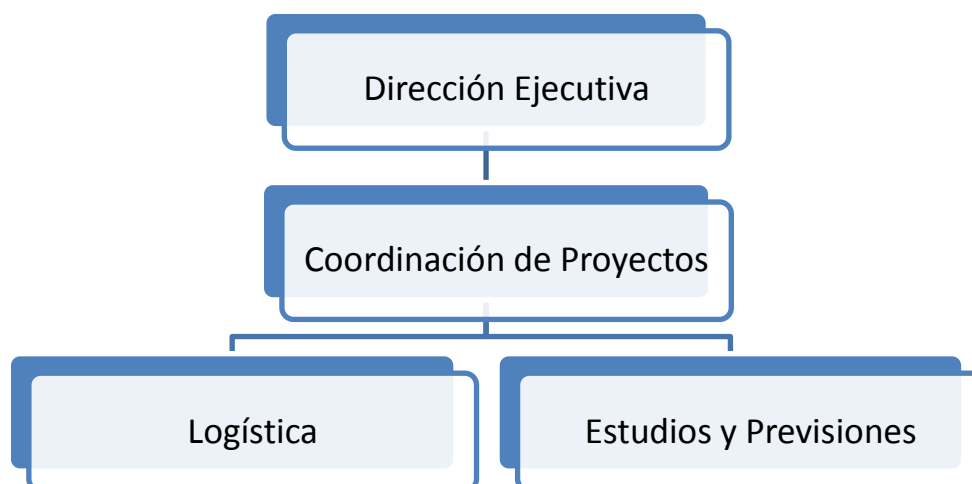 Dirección Ejecutiva
Coordinación de Proyectos
Logística
Estudios y Previsiones